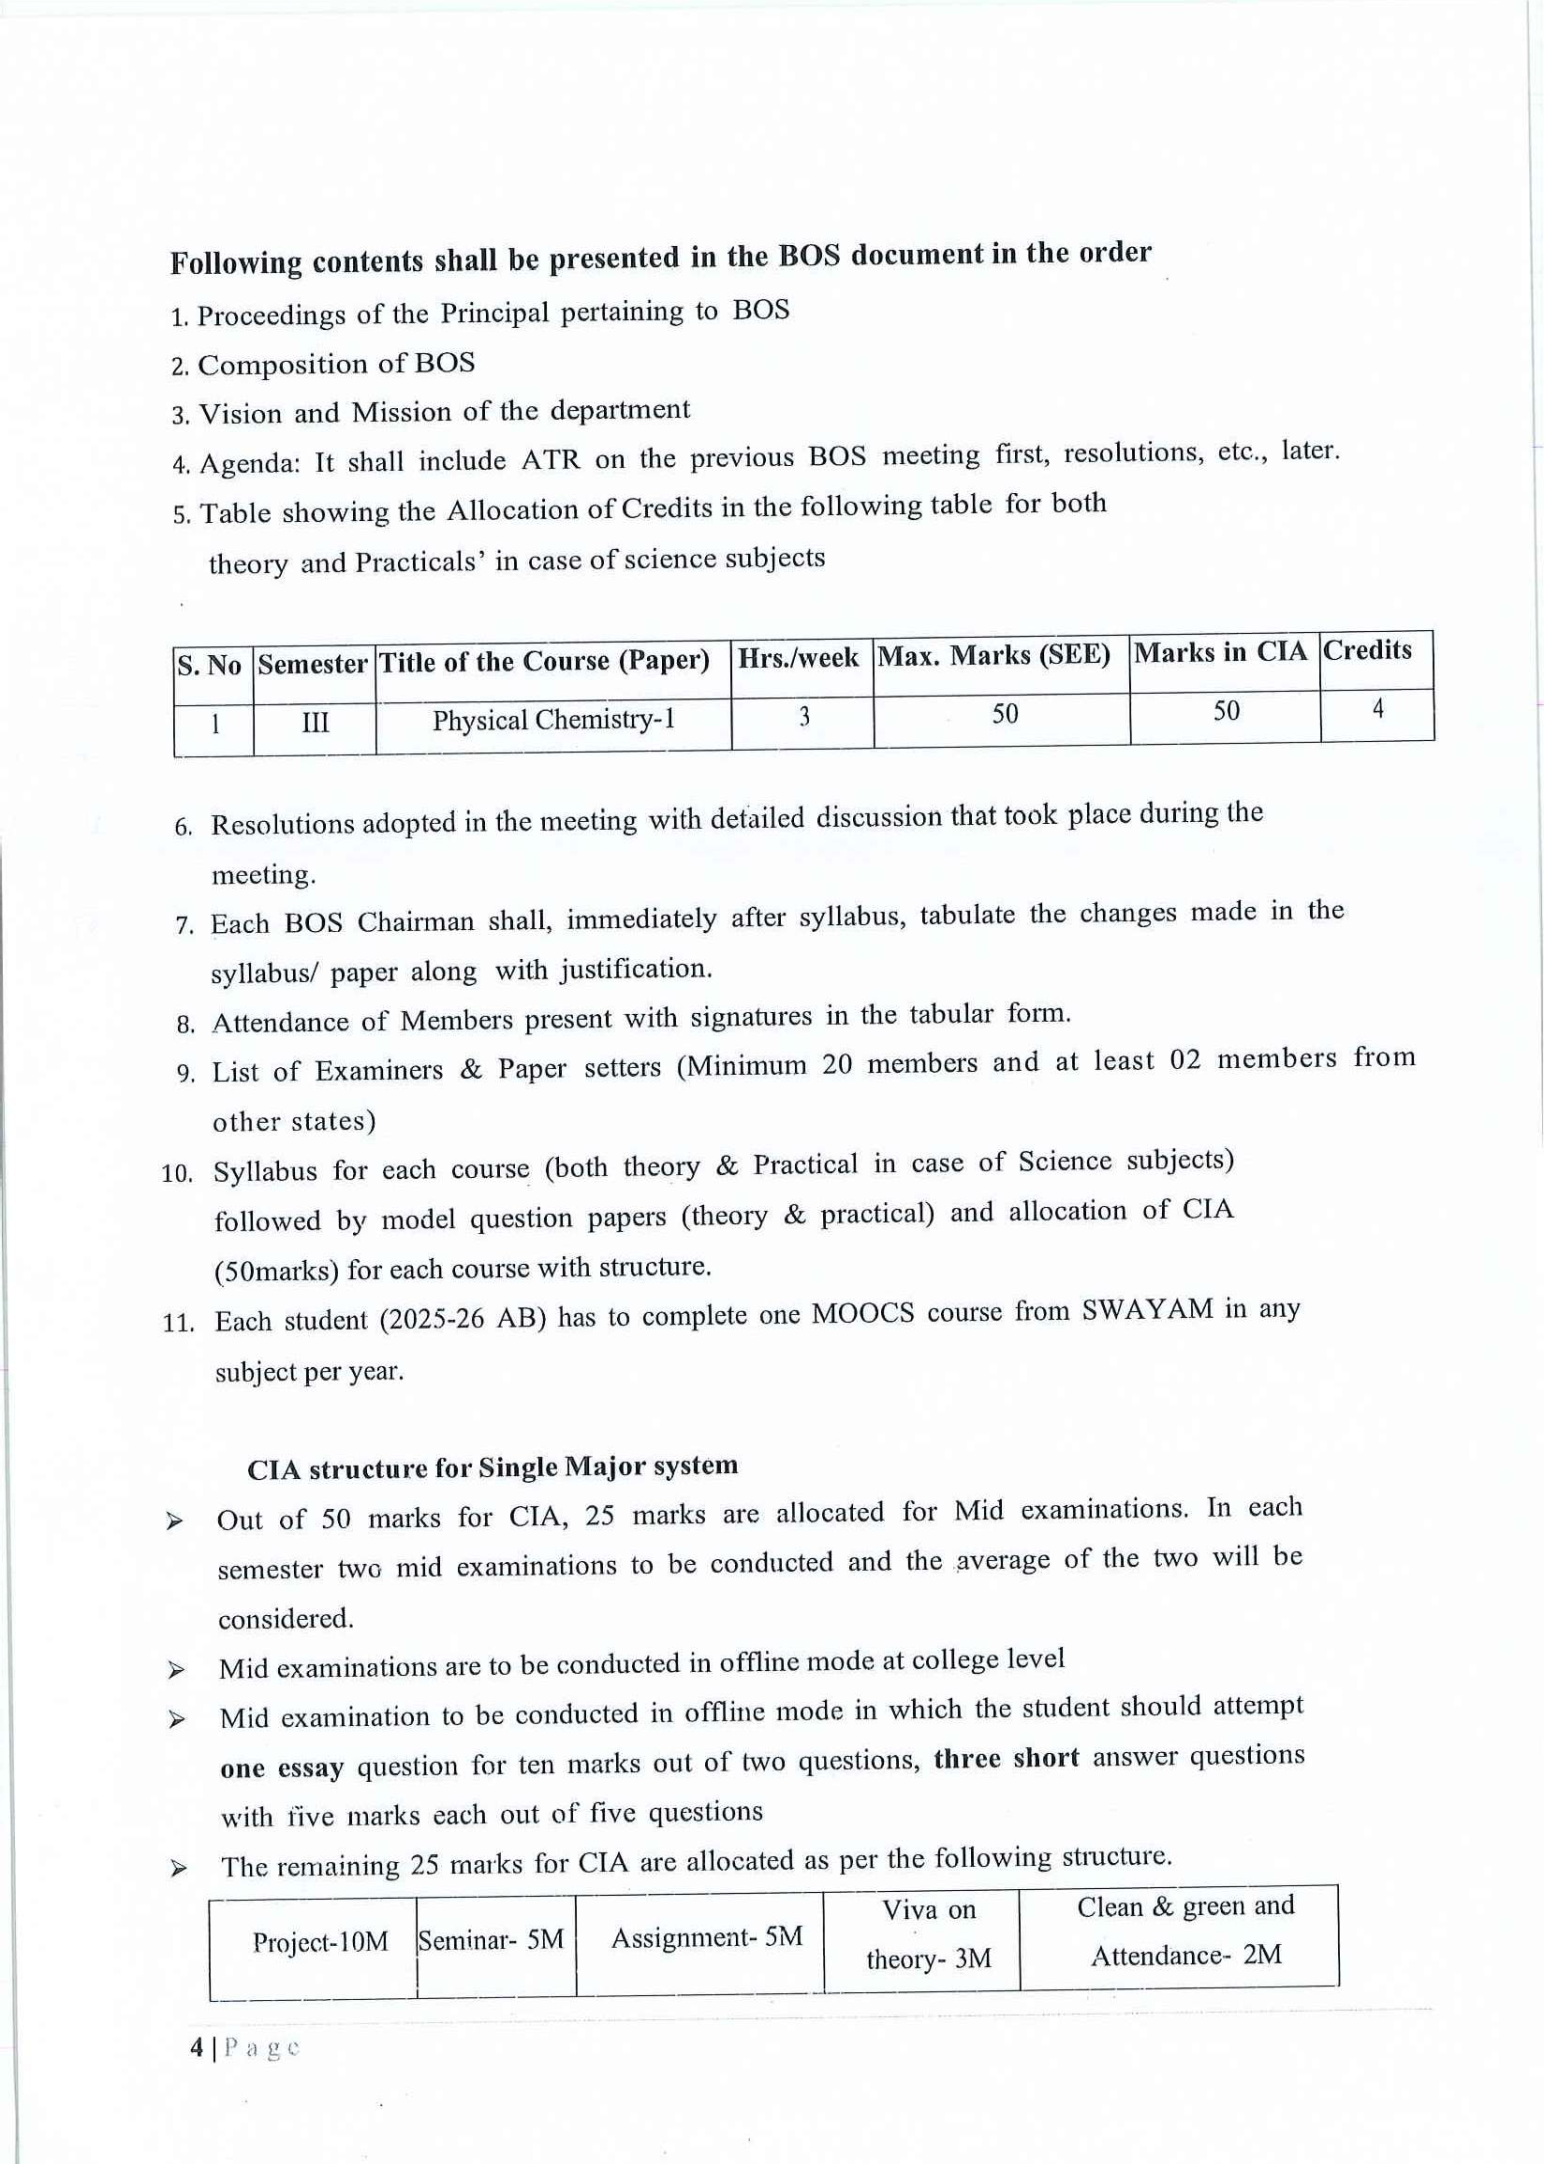 Following contents shall be presented in the BOS document in the order
1. Proceedings of the Principal pertaining to BOS
2. Composition of BOS
3. Vision and Mission of the department
4. Agenda: It shall include ATR on the previous BOS meeting first, resolutions, etc., later.
5. Table showing the Allocation of Credits in the following table for both
theory and Practicals’ in case of science subjects
S. No Semester Title of the Course (Paper) Hrs./week Max. Marks (SEE) Marks in CIA Credits
1 III Physical Chemistry-1 3 50 50 4
6. Resolutions adopted in the meeting with detailed discussion that took place during the
meeting.
7. Each BOS Chairman shall, immediately after syllabus, tabulate the changes made in the
syllabus/ paper along with justification.
8. Attendance of Members present with signatures in the tabular form.
9. List of Examiners & Paper setters (Minimum 20 members and at least 02 members from
other states)
10. Syllabus for each course (both theory & Practical in case of Science subjects)
followed by model question papers (theory & practical) and allocation of CIA
(50marks) for each course with structure.
11. Each student (2025-26 AB) has to complete one MOOCS course from SWAYAM in any
subject per year.
CIA structure for Single Major system
➢ Out of 50 marks for CIA, 25 marks are allocated for Mid examinations. In each
semester two mid examinations to be conducted and the average of the two will be
considered.
➢ Mid examinations are to be conducted in offline mode at college level
➢ Mid examination to be conducted in offline mode in which the student should attempt
one essay question for ten marks out of two questions, three short answer questions
with five marks each out of five questions
➢ The remaining 25 marks for CIA are allocated as per the following structure.
Project-10M Seminar- 5M Assignment- 5M Viva on theory- 3M Clean & green and Attendance- 2M
4 | Page